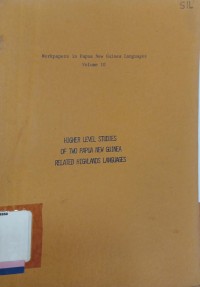 Workpapers in Papua New Guinea Languages
HIGHER LEVEL STUDIES
OF TWO PAPUA NEW GUINEA
RELATED HIGHLANDS LANGUAGES